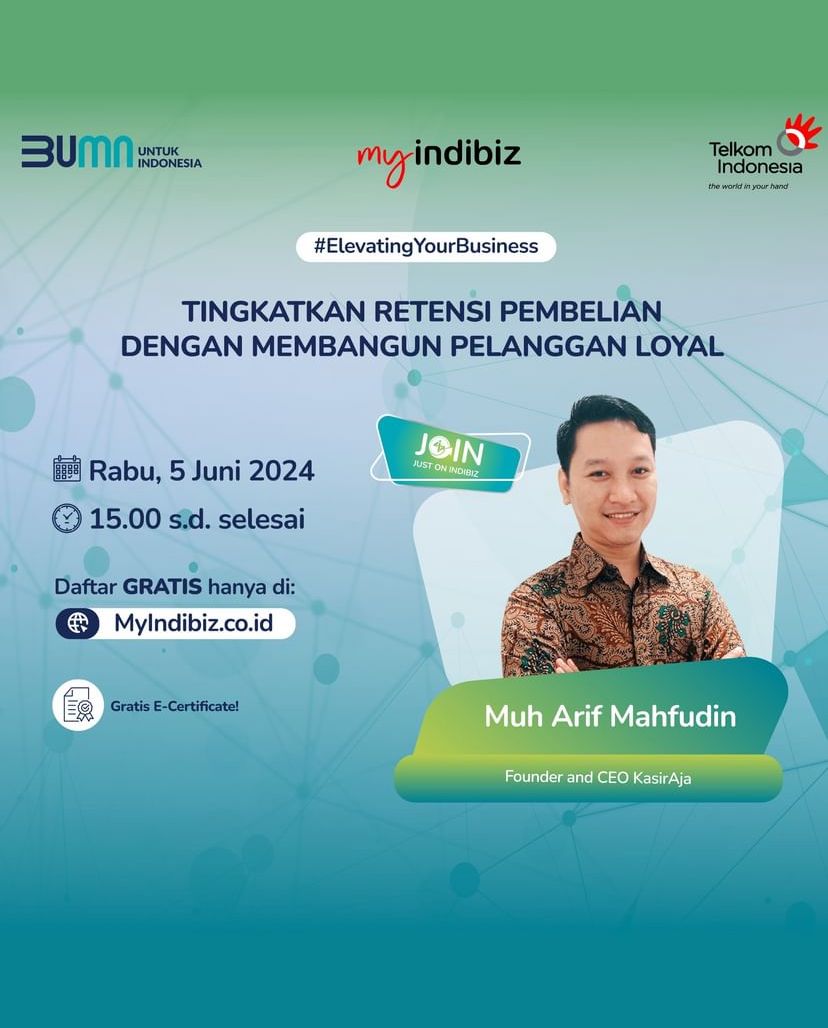 BUMN UNTUK
INDONESIA
myindibiz
Telkom
Indonesia
the world in your hand
#ElevatingYourBusiness
TINGKATKAN RETENSI PEMBELIAN
DENGAN MEMBANGUN PELANGGAN LOYAL
JOIN
JUST ON INDIBIZ
Rabu, 5 Juni 2024
15.00 s.d. selesai
Daftar GRATIS hanya di:
MyIndibiz.co.id
Gratis E-Certificate!
Muh Arif Mahfudin
Founder and CEO KasirAja